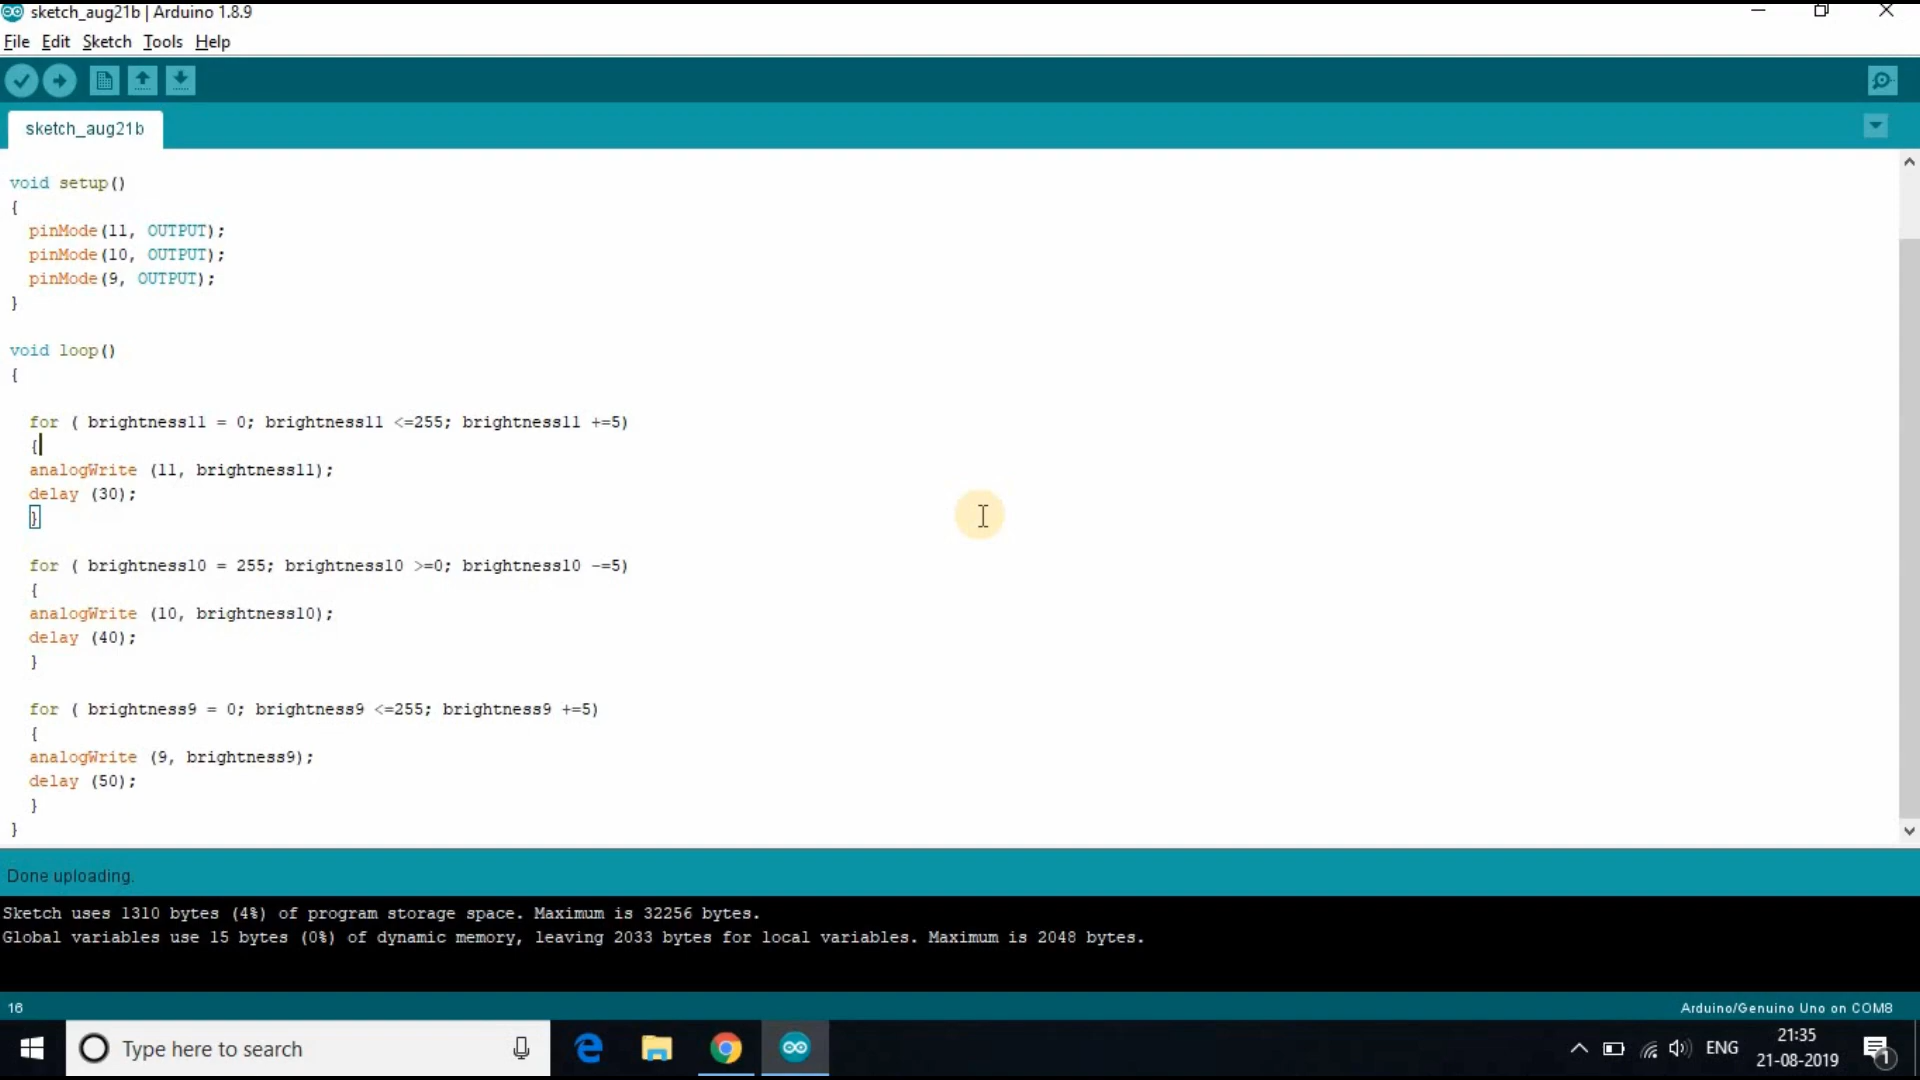 sketch_aug21b | Arduino 1.8.9
File Edit Sketch Tools Help
sketch_aug21b
void setup()
{
pinMode(11, OUTPUT);
pinMode(10, OUTPUT);
pinMode(9, OUTPUT);
}
void loop()
{
for ( brightness11 = 0; brightness11 <=255; brightness11 +=5)
{
analogWrite (11, brightness11);
delay (30);
}
for ( brightness10 = 255; brightness10 >=0; brightness10 -=5)
{
analogWrite (10, brightness10);
delay (40);
}
for ( brightness9 = 0; brightness9 <=255; brightness9 +=5)
{
analogWrite (9, brightness9);
delay (50);
}
}
Done uploading.
Sketch uses 1310 bytes (4%) of program storage space. Maximum is 32256 bytes.
Global variables use 15 bytes (0%) of dynamic memory, leaving 2033 bytes for local variables. Maximum is 2048 bytes.
16 Arduino/Genuino Uno on COM8
Type here to search
ENG
21:35
21-08-2019
1